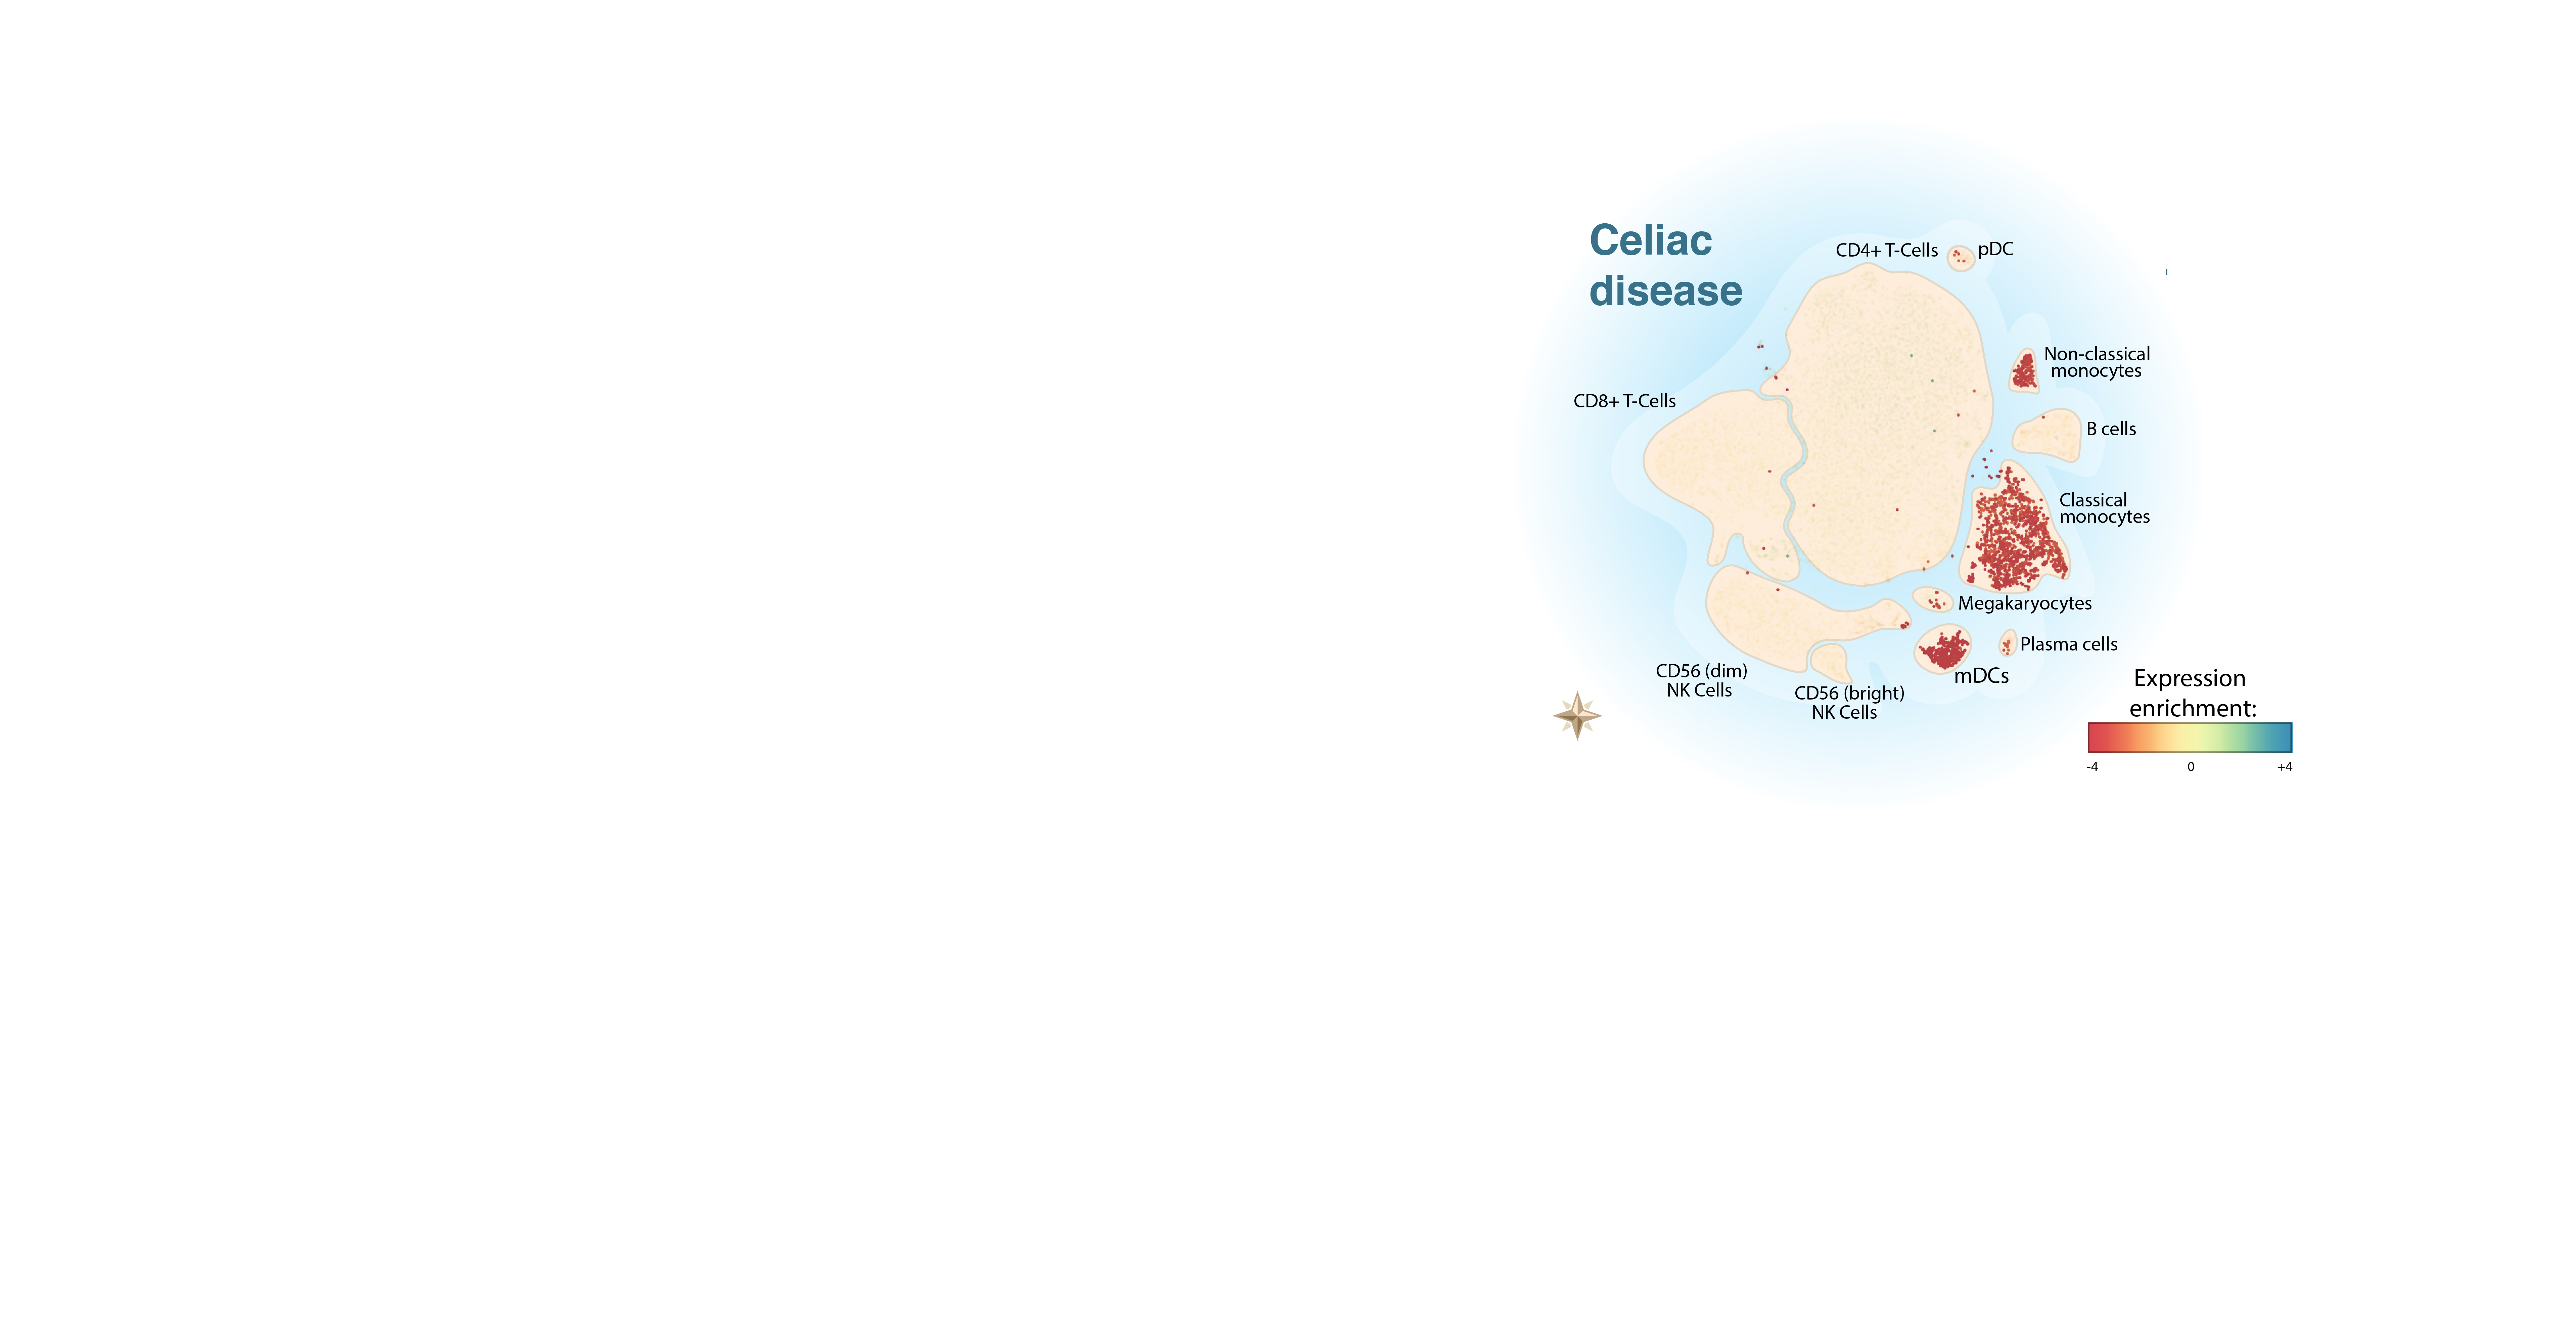 Celiac
disease
CD4+ T-Cells
pDC
Non-classical
monocytes
CD8+ T-Cells
B cells
Classical
monocytes
Megakaryocytes
Plasma cells
mDCs
CD56 (dim)
NK Cells
CD56 (bright)
NK Cells
Expression
enrichment:
-4 0 +4